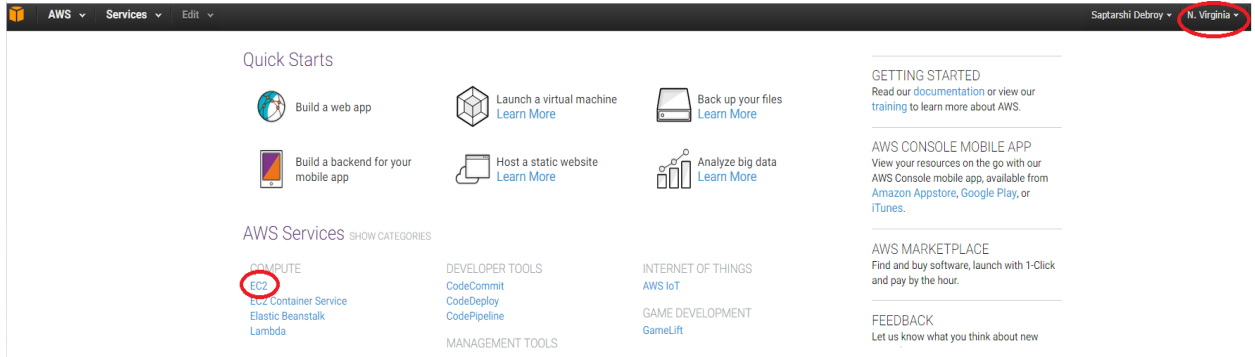 AWS Services Edit Saptarshi Debroy N. Virginia
Quick Starts
Build a web app
Launch a virtual machine
Learn More
Back up your files
Learn More
Build a backend for your
mobile app
Host a static website
Learn More
Analyze big data
Learn More
AWS Services SHOW CATEGORIES
COMPUTE
EC2
EC2 Container Service
Elastic Beanstalk
Lambda
DEVELOPER TOOLS
CodeCommit
CodeDeploy
CodePipeline
MANAGEMENT TOOLS
INTERNET OF THINGS
AWS IoT
GAME DEVELOPMENT
GameLift
GETTING STARTED
Read our documentation or view our
training to learn more about AWS.
AWS CONSOLE MOBILE APP
View your resources on the go with our
AWS Console mobile app, available from
Amazon Appstore, Google Play, or
iTunes.
AWS MARKETPLACE
Find and buy software, launch with 1-Click
and pay by the hour.
FEEDBACK
Let us know what you think about new